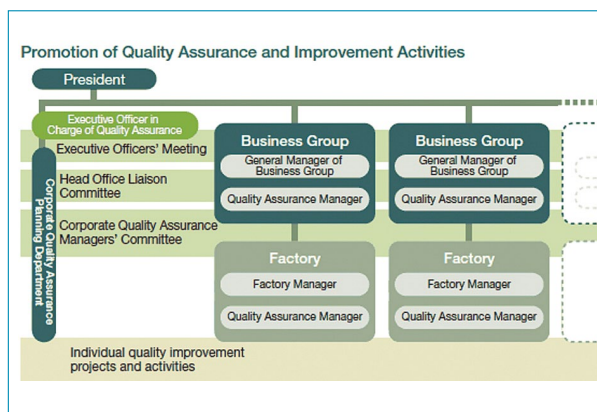 Promotion of Quality Assurance and Improvement Activities
President
Executive Officer in
Charge of Quality Assurance
Executive Officers' Meeting
Head Office Liaison
Committee
Corporate Quality Assurance
Managers' Committee
Corporate Quality Assurance
Planning Department
Business Group
General Manager of
Business Group
Quality Assurance Manager
Factory
Factory Manager
Quality Assurance Manager
Business Group
General Manager of
Business Group
Quality Assurance Manager
Factory
Factory Manager
Quality Assurance Manager
Individual quality improvement
projects and activities